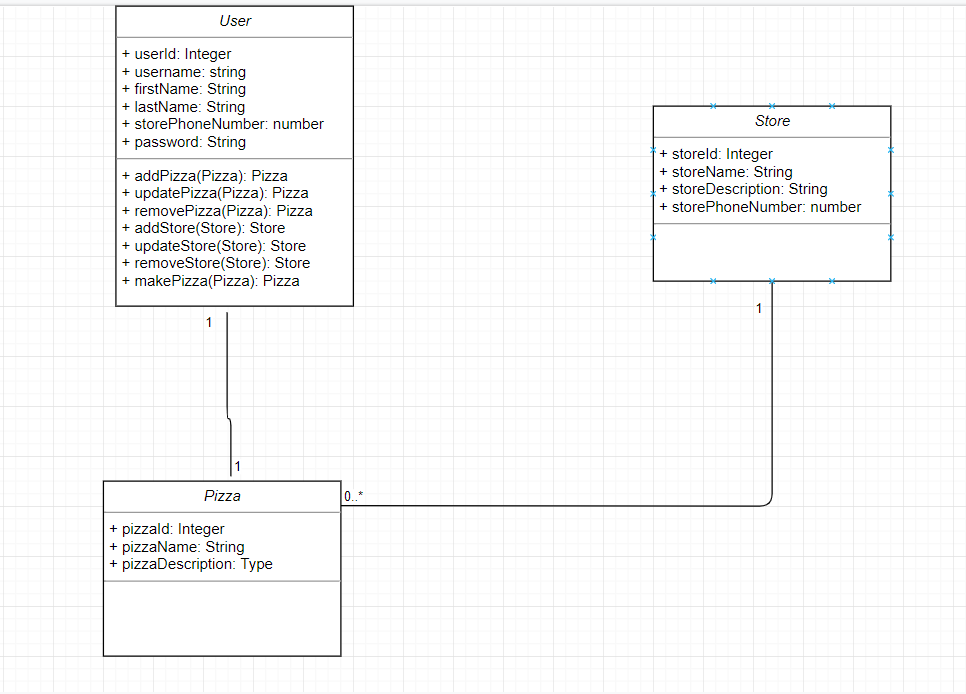 User
+ userId: Integer
+ username: string
+ firstName: String
+ lastName: String
+ storePhoneNumber: number
+ password: String
+ addPizza(Pizza): Pizza
+ updatePizza(Pizza): Pizza
+ removePizza(Pizza): Pizza
+ addStore(Store): Store
+ updateStore(Store): Store
+ removeStore(Store): Store
+ makePizza(Pizza): Pizza
Store
+ storeId: Integer
+ storeName: String
+ storeDescription: String
+ storePhoneNumber: number
1
1
1
0..*
Pizza
+ pizzaId: Integer
+ pizzaName: String
+ pizzaDescription: Type